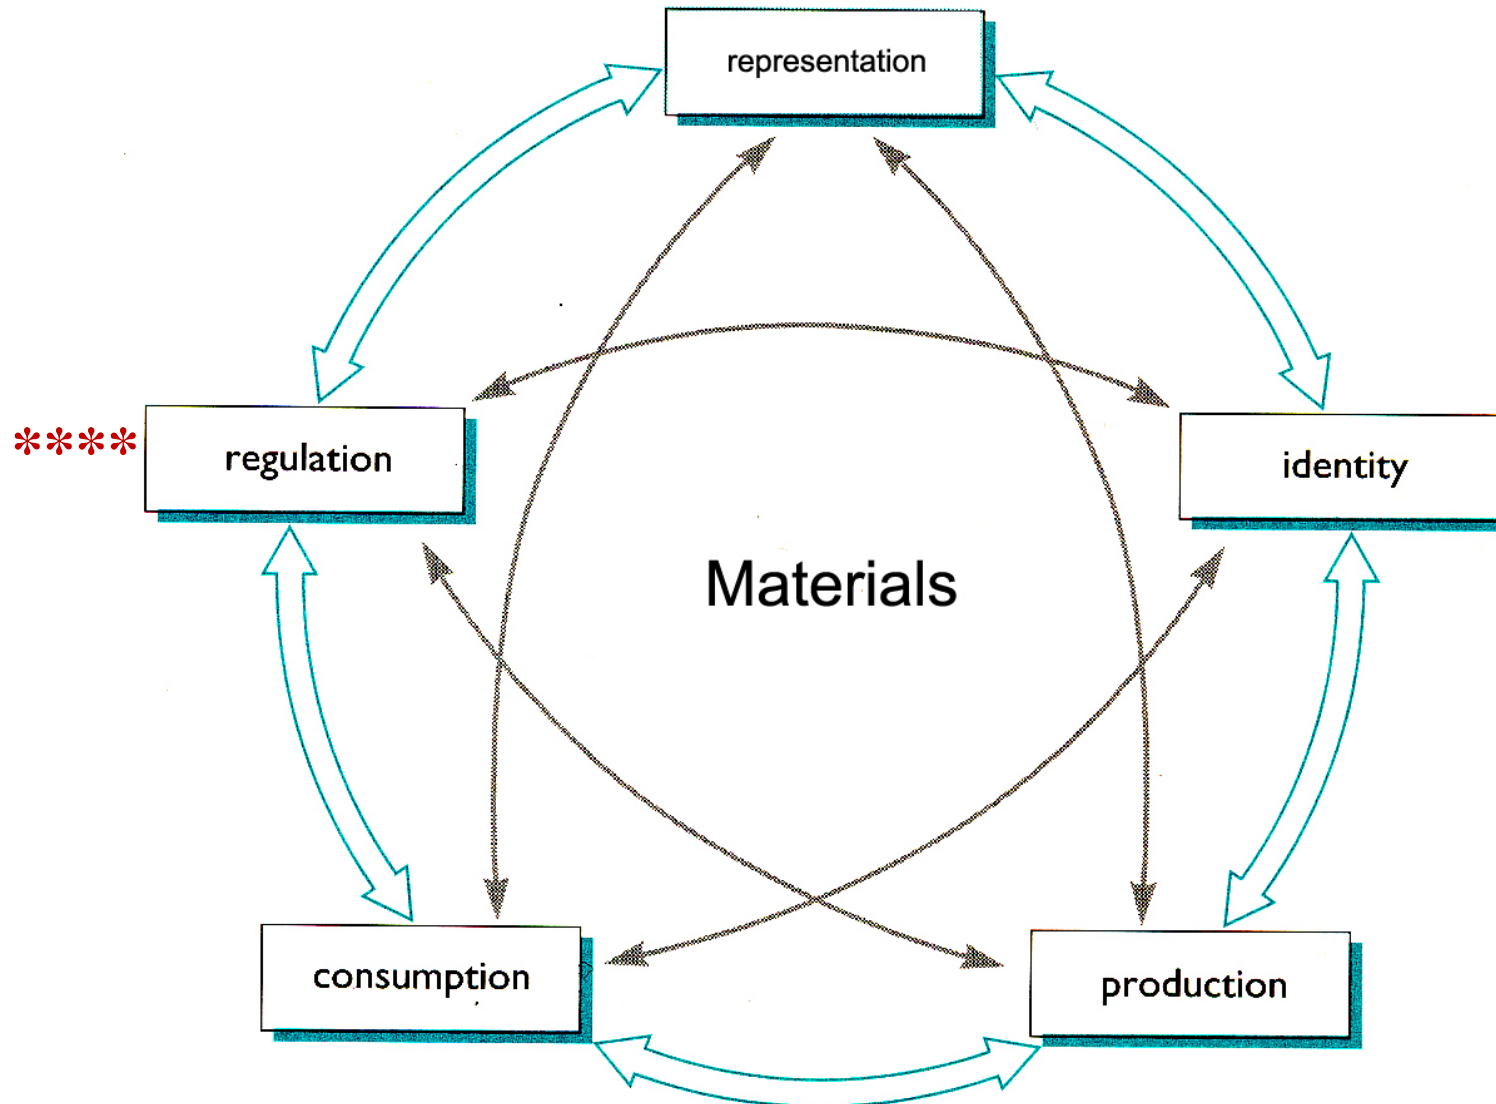 representation
**** regulation
identity
Materials
consumption
production